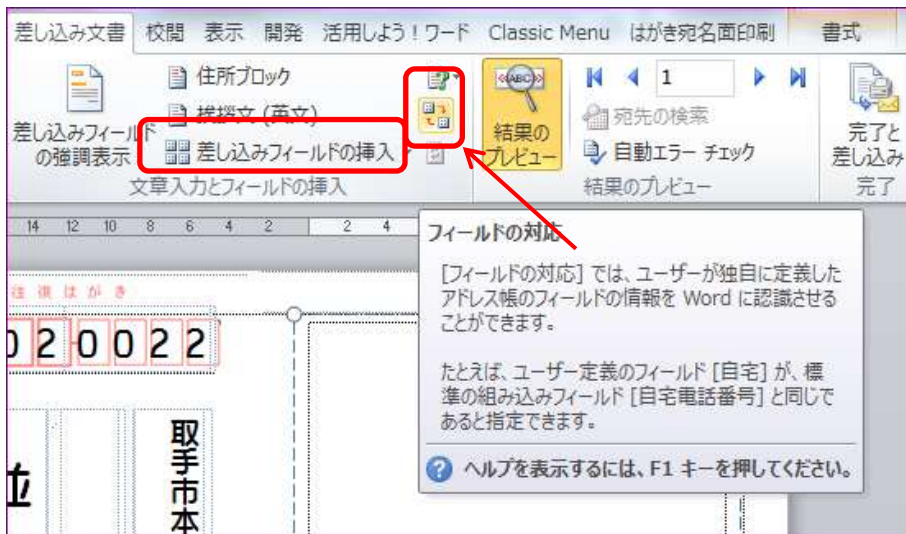 差し込み文書 校閲 表示 開発 活用しよう！ワード Classic Menu はがき宛名面印刷 書式
住所ブロック
挨拶文 (英文)
差し込みフィールドの挿入
差し込みフィールド
の強調表示
文章入力とフィールドの挿入
«ABC»
結果の
プレビュー
1
宛先の検索
自動エラー チェック
結果のプレビュー
完了と
差し込み
完了
14 12 10 8 6 4 2 2 4
フィールドの対応
[フィールドの対応] では、ユーザーが独自に定義した
アドレス帳のフィールドの情報を Word に認識させる
ことができます。
たとえば、ユーザー定義のフィールド [自宅] が、標
準の組み込みフィールド [自宅電話番号] と同じで
あると指定できます。
ヘルプを表示するには、F1 キーを押してください。
往復はがき
020022
取手市本